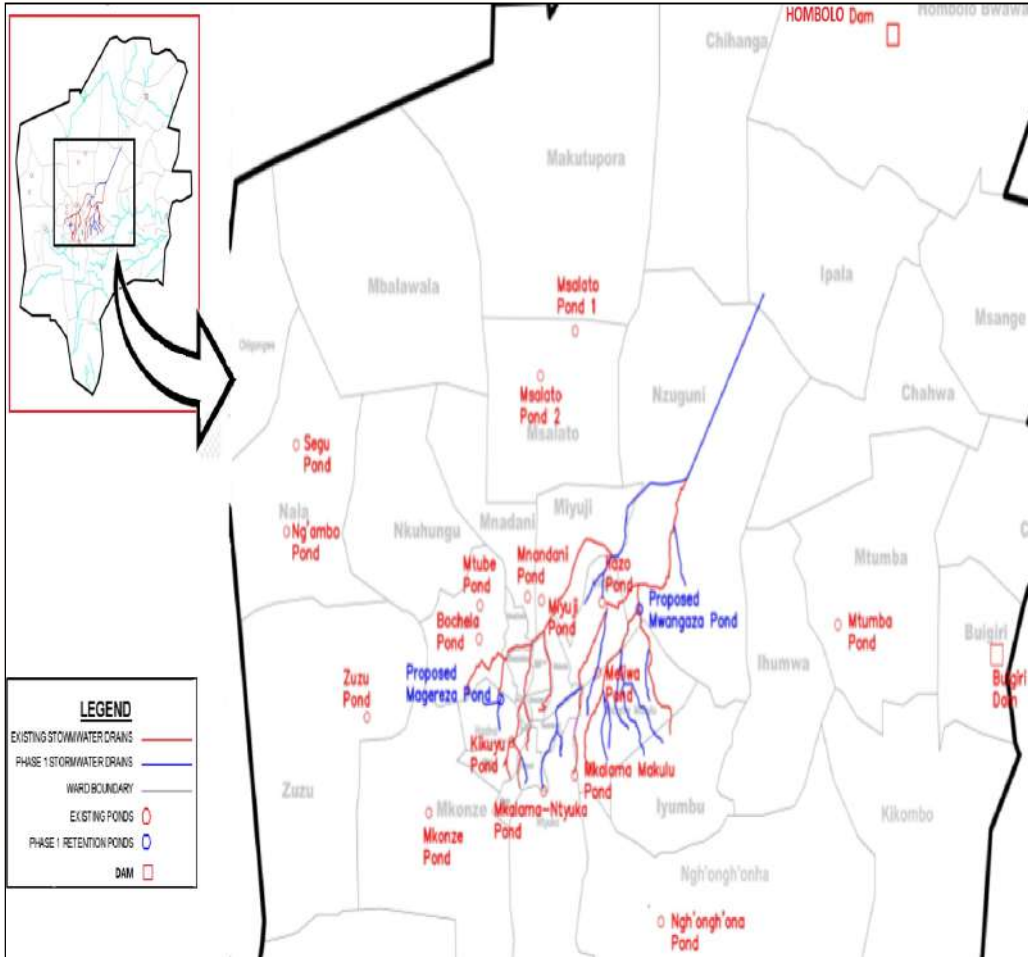 HOMBOLO Dam
Hombolo Bwawa
Chihanga
Makutupora
Ipala
Mbalawala
Msalato
Pond 1
Msange
Nzuguni
Chahwa
Msalato
Pond 2
Msalato
Segu
Pond
Nala
Ng'ambo
Pond
Nkuhungu
Mnadani
Miyuji
Mtumba
Mtube
Pond
Mnandani
Pond
Miyuji
Pond
Pond
Proposed
Mwangaza Pond
Bochela
Pond
Mtumba
Pond
Buigiri
Ihumwa
Buigiri
Dam
Zuzu
Pond
Proposed
Magereza Pond
Meliwa
Pond
Kikuyu
Pond
Mkalama Makulu
Pond
Zuzu
Mkonze
Mkalama-Ntyuka
Pond
Iyumbu
Kikombo
Mkonze
Pond
Ngh'ongh'onha
Ngh'ongh'ona
Pond
LEGEND
EXISTING STOWMWATER DRAINS
PHASE 1 STORMWATER DRAINS
WARD BOUNDARY
EXISTING PONDS
PHASE 1 RETENTION PONDS
DAM